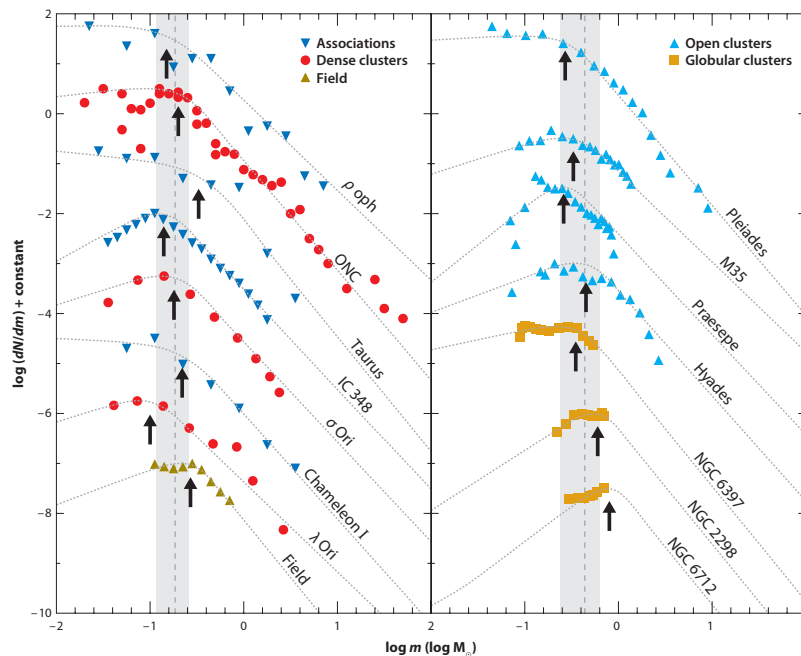 Associations
Dense clusters
Field
Open clusters
Globular clusters
ρ oph
ONC
Taurus
IC 348
σ Ori
Chameleon I
λ Ori
Field
Pleiades
M35
Praesepe
Hyades
NGC 6397
NGC 2298
NGC 6712
log (dN/dm) + constant
2
0
−2
−4
−6
−8
−10
−2 −1 0 1 2 −1 0 1
log m (log M⊙)